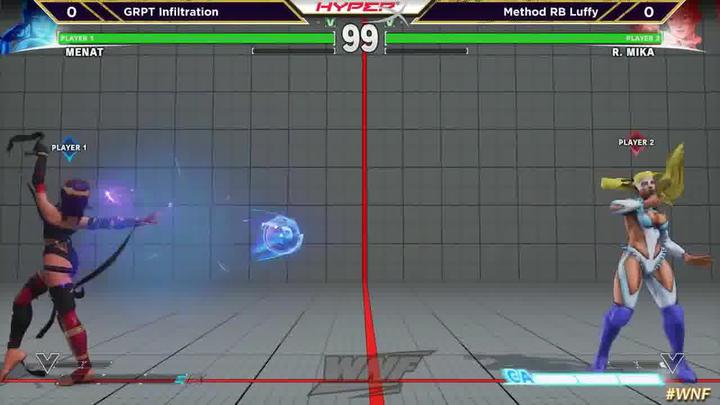 0 GRPT Infiltration HYPERX Method RB Luffy 0
PLAYER 1 V 99 PLAYER 2
MENAT R. MIKA
PLAYER 1 PLAYER 2
V WNF V
CA
#WNF